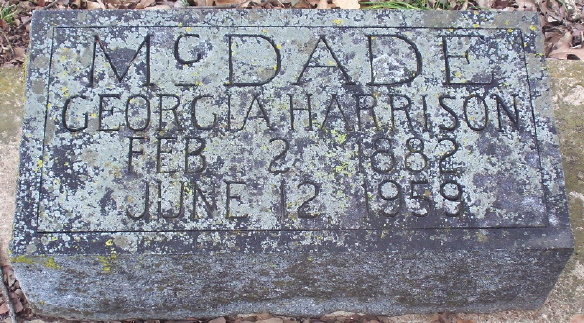 McDADE
GEORGIA HARRISON
FEB 2 1882
JUNE 12 1959